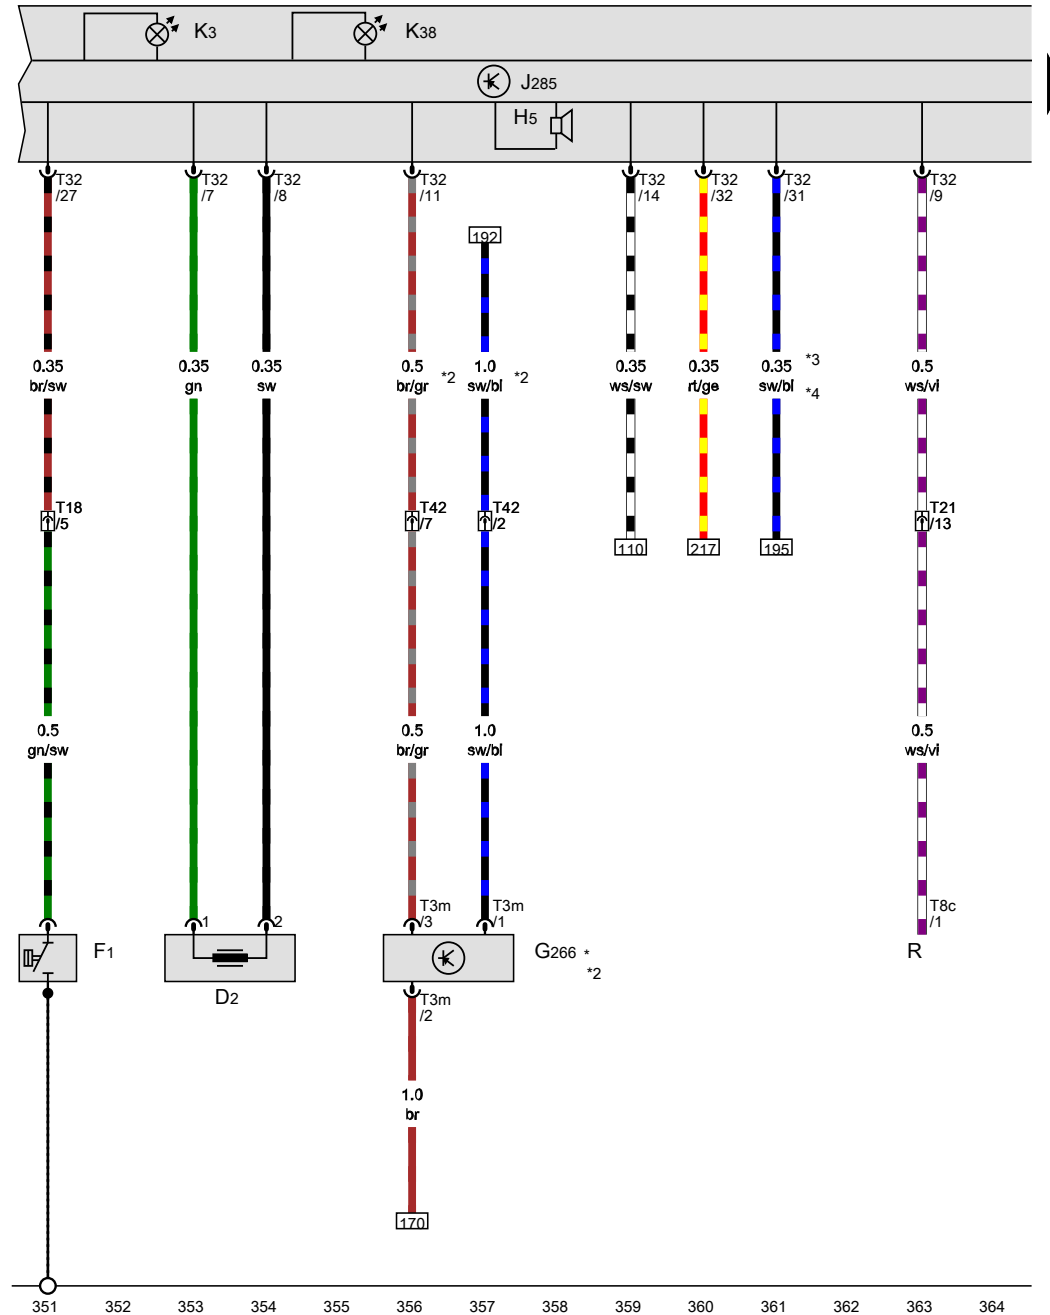 K3
K38
J285
H5
T32
/27
T32
/7
T32
/8
T32
/11
T32
/14
T32
/32
T32
/31
T32
/9
192
0.35
br/sw
0.35
gn
0.35
sw
0.5
br/gr
*2
1.0
sw/bl
*2
0.35
ws/sw
0.35
rt/ge
0.35
sw/bl
*3
*4
0.5
ws/vi
T18
/5
T42
/7
T42
/2
T21
/13
110
217
195
0.5
gn/sw
0.5
br/gr
1.0
sw/bl
0.5
ws/vi
1
2
T3m
/3
T3m
/1
T8c
/1
F1
D2
G266 *
*2
R
T3m
/2
1.0
br
170
351 352 353 354 355 356 357 358 359 360 361 362 363 364